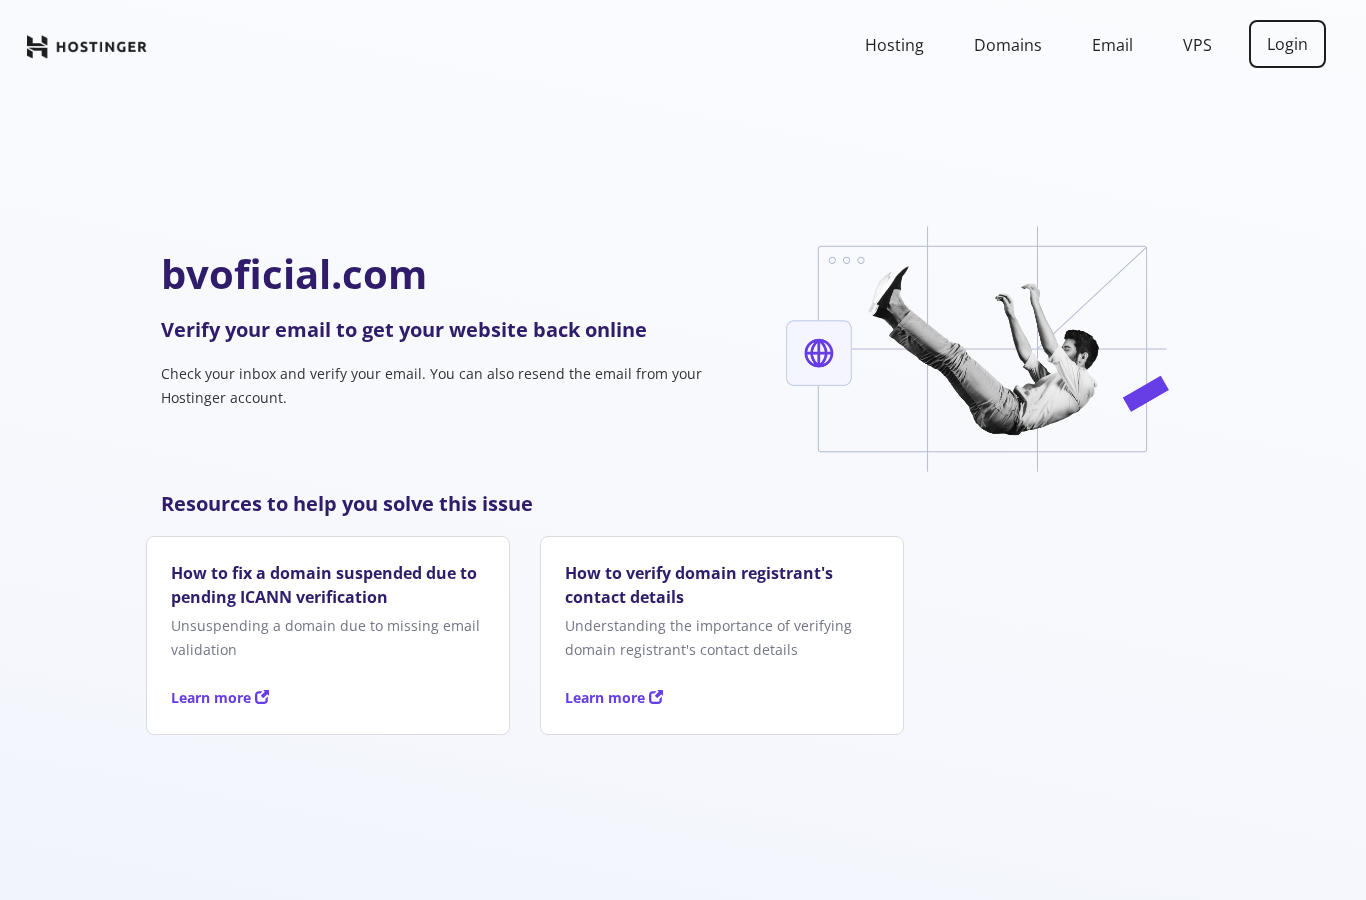 HOSTINGER
Hosting
Domains
Email
VPS
Login
bvoficial.com
Verify your email to get your website back online
Check your inbox and verify your email. You can also resend the email from your
Hostinger account.
Resources to help you solve this issue
How to fix a domain suspended due to
pending ICANN verification
Unsuspending a domain due to missing email
validation
Learn more
How to verify domain registrant's
contact details
Understanding the importance of verifying
domain registrant's contact details
Learn more